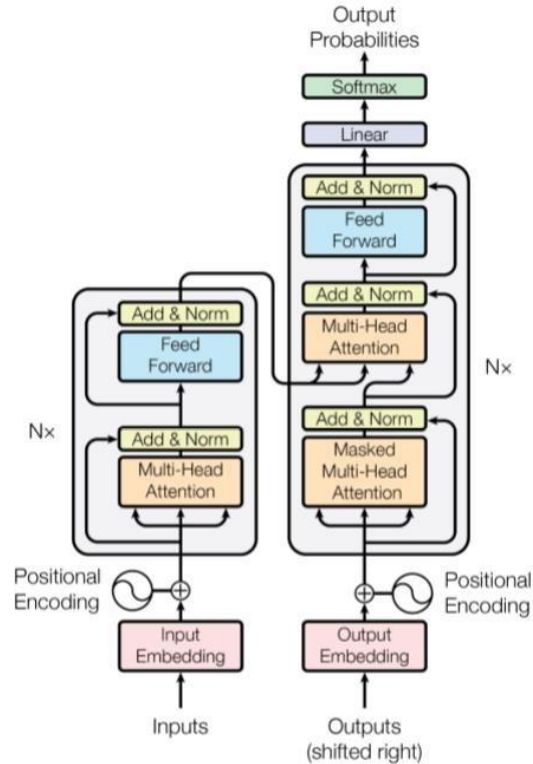 Output
Probabilities
Softmax
Linear
Add & Norm
Feed
Forward
Add & Norm
Multi-Head
Attention
Add & Norm
Masked
Multi-Head
Attention
Nx
Add & Norm
Feed
Forward
Add & Norm
Multi-Head
Attention
Nx
Positional
Encoding
Positional
Encoding
Input
Embedding
Output
Embedding
Inputs
Outputs
(shifted right)